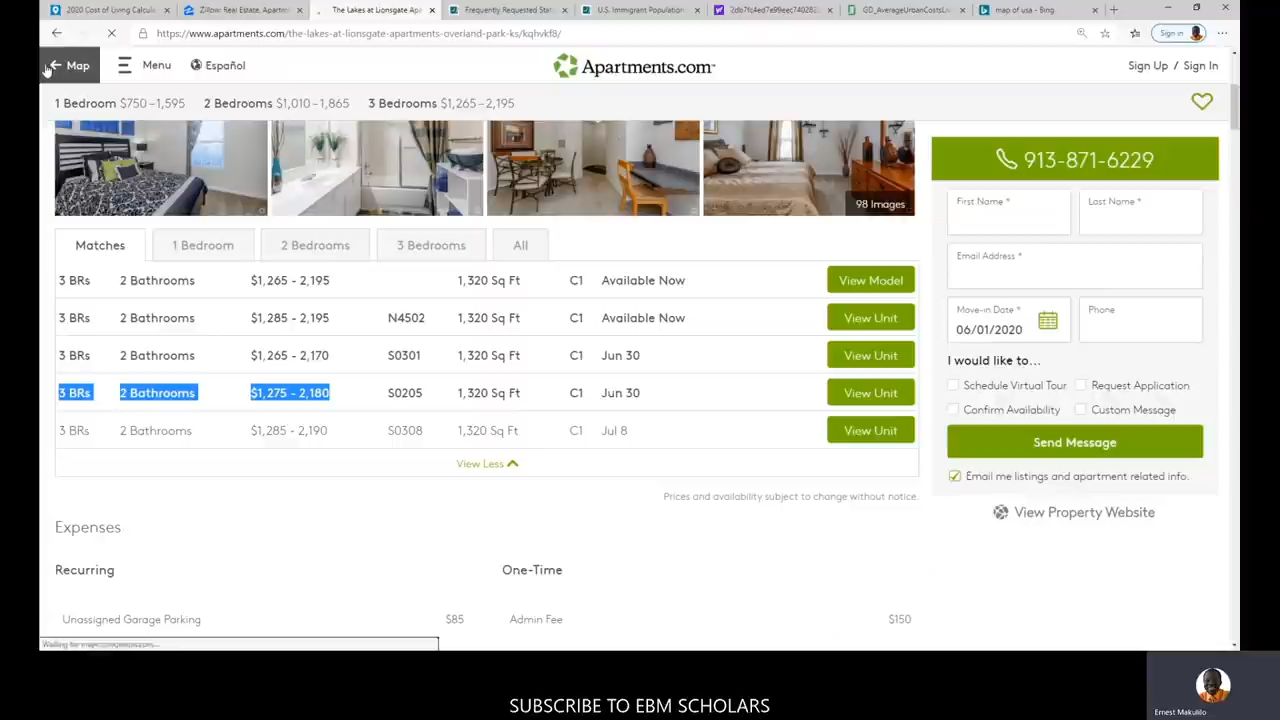 2020 Cost of Living Calcula
Zillow: Real Estate, Apartm
The Lakes at Lionsgate Apa
Frequently Requested Stat
U.S. Immigrant Population
GD_AverageUrbanCostsLiv
map of usa - Bing
https://www.apartments.com/the-lakes-at-lionsgate-apartments-overland-park-ks/kqhvkf8/
Sign in
Map
Menu
Español
Apartments.com
Sign Up / Sign In
1 Bedroom $750 – 1,595 2 Bedrooms $1,010 – 1,865 3 Bedrooms $1,265 – 2,195
98 Images
913-871-6229
First Name *
Last Name *
Email Address *
Move-in Date *
06/01/2020
Phone
I would like to...
Schedule Virtual Tour
Request Application
Confirm Availability
Custom Message
Send Message
Email me listings and apartment related info.
View Property Website
Matches 1 Bedroom 2 Bedrooms 3 Bedrooms All
3 BRs 2 Bathrooms $1,265 - 2,195 1,320 Sq Ft C1 Available Now View Model
3 BRs 2 Bathrooms $1,285 - 2,195 N4502 1,320 Sq Ft C1 Available Now View Unit
3 BRs 2 Bathrooms $1,265 - 2,170 S0301 1,320 Sq Ft C1 Jun 30 View Unit
3 BRs 2 Bathrooms $1,275 - 2,180 S0205 1,320 Sq Ft C1 Jun 30 View Unit
3 BRs 2 Bathrooms $1,285 - 2,190 S0308 1,320 Sq Ft C1 Jul 8 View Unit
View Less
Prices and availability subject to change without notice.
Expenses
Recurring One-Time
Unassigned Garage Parking $85 Admin Fee $150
SUBSCRIBE TO EBM SCHOLARS
Ernest Makulilo